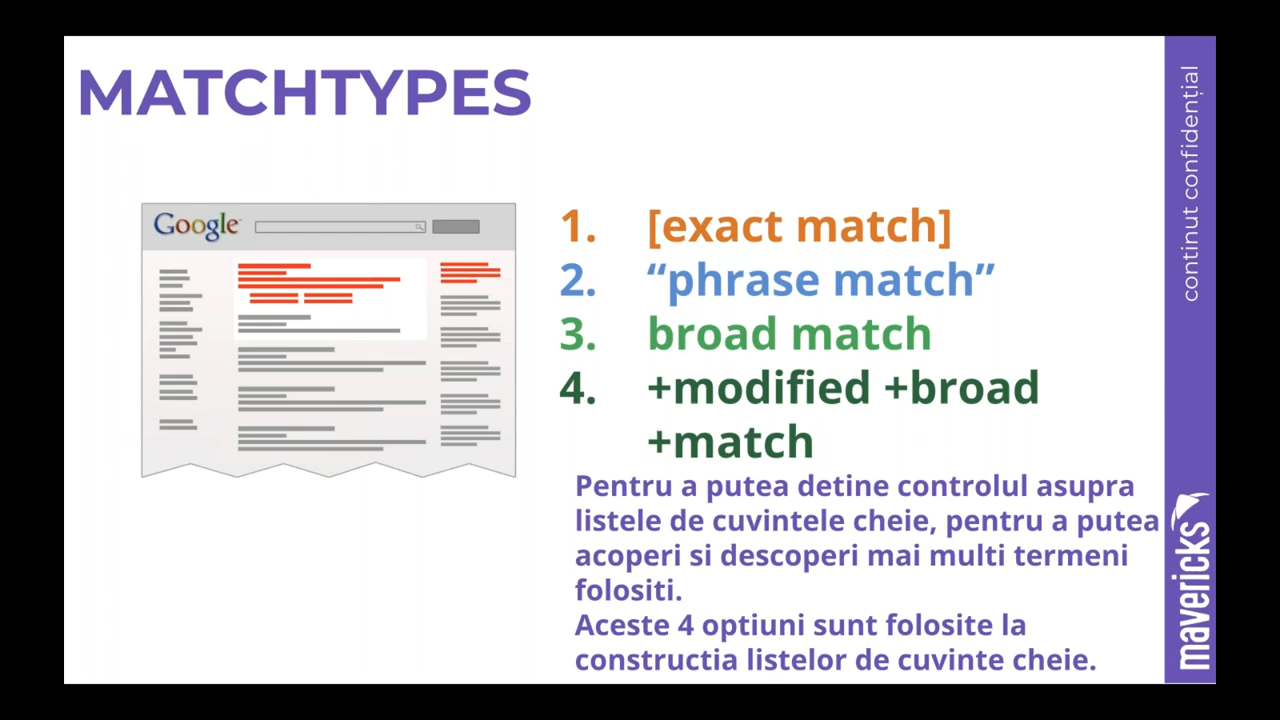 MATCHTYPES
Google
1. [exact match]
2. “phrase match”
3. broad match
4. +modified +broad
+match
Pentru a putea detine controlul asupra
listele de cuvintele cheie, pentru a putea
acoperi si descoperi mai multi termeni
folositi.
Aceste 4 optiuni sunt folosite la
constructia listelor de cuvinte cheie.
continut confidențial
mavericks